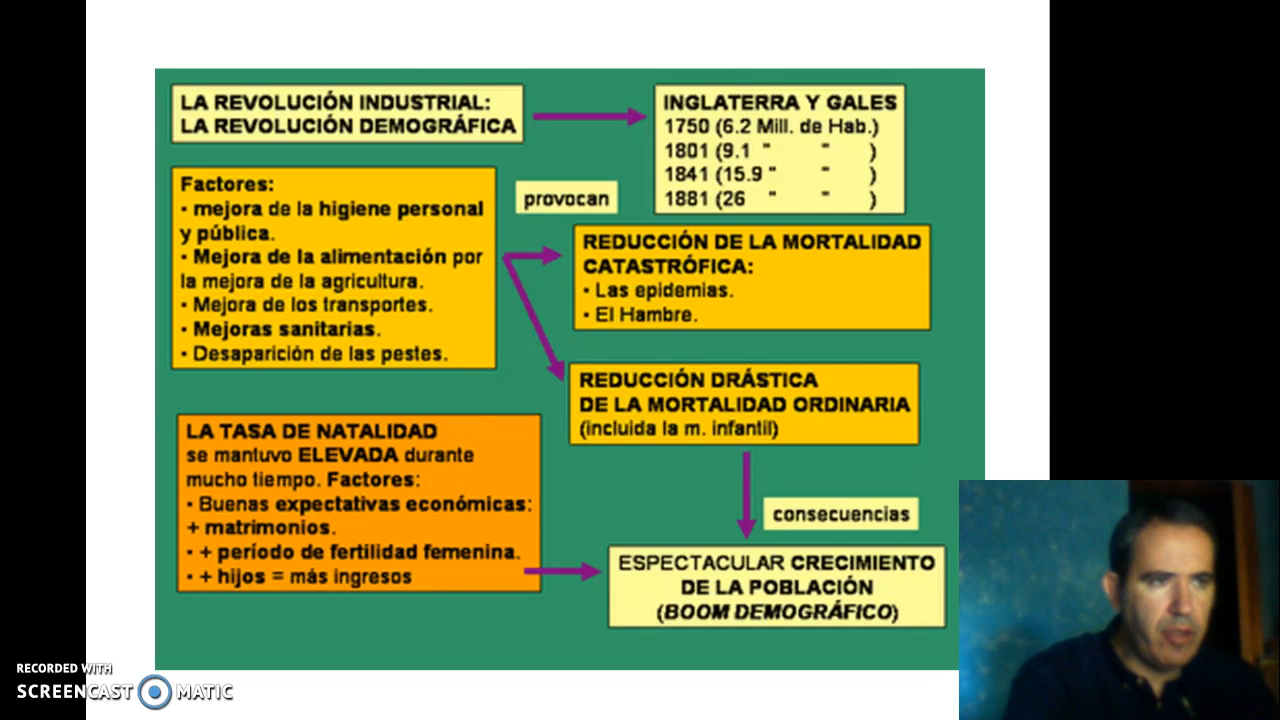 LA REVOLUCIÓN INDUSTRIAL:
LA REVOLUCIÓN DEMOGRÁFICA
INGLATERRA Y GALES
1750 (6.2 Mill. de Hab.)
1801 (9.1 " " )
1841 (15.9 " " )
1881 (26 " " )
Factores:
▪ mejora de la higiene personal
y pública.
▪ Mejora de la alimentación por
la mejora de la agricultura.
▪ Mejora de los transportes.
▪ Mejoras sanitarias.
▪ Desaparición de las pestes.
provocan
REDUCCIÓN DE LA MORTALIDAD
CATASTRÓFICA:
▪ Las epidemias.
▪ El Hambre.
REDUCCIÓN DRÁSTICA
DE LA MORTALIDAD ORDINARIA
(incluida la m. infantil)
LA TASA DE NATALIDAD
se mantuvo ELEVADA durante
mucho tiempo. Factores:
▪ Buenas expectativas económicas:
+ matrimonios.
▪ + período de fertilidad femenina.
▪ + hijos = más ingresos
consecuencias
ESPECTACULAR CRECIMIENTO
DE LA POBLACIÓN
(BOOM DEMOGRÁFICO)
RECORDED WITH
SCREENCAST MATIC